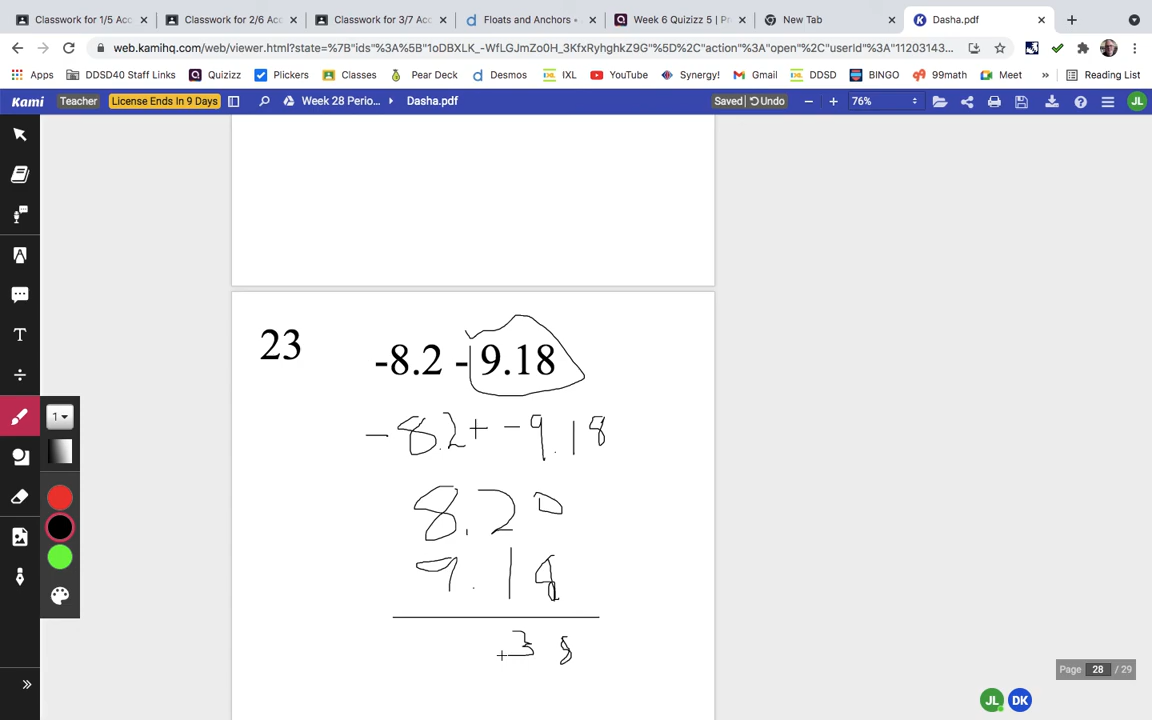 Classwork for 1/5 Acc
Classwork for 2/6 Acc
Classwork for 3/7 Acc
Floats and Anchors •
Week 6 Quizizz 5 | P
New Tab
Dasha.pdf
web.kamihq.com/web/viewer.html?state=%7B"ids"%3A%5B"1oDBXLK_-WfLGJmZo0H_3KfxRyhghkZ9G"%5D%2C"action"%3A"open"%2C"userId"%3A"11203143...
Apps DDSD40 Staff Links Quizizz Plickers Classes Pear Deck Desmos IXL YouTube Synergy! Gmail DDSD BINGO 99math Meet » Reading List
Kami Teacher License Ends In 9 Days Week 28 Perio... Dasha.pdf Saved Undo 76% JL
23 -8.2 - 9.18
-8.2 + -9.18
8.20
9.18
.38
T
1
Page 28 / 29
JL DK